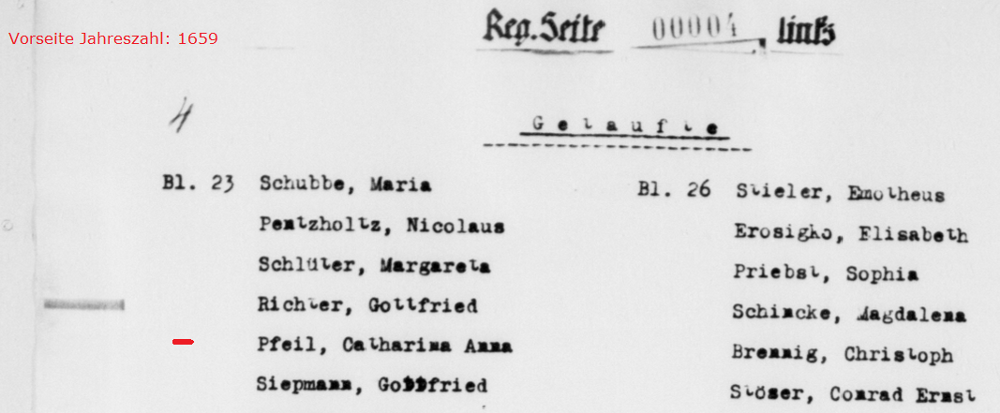 Vorseite Jahreszahl: 1659
Reg. Seite 00004, links
4
Getaufte
Bl. 23 Schubbe, Maria
Pentzholtz, Nicolaus
Schlüter, Margareta
Richter, Gottfried
Pfeil, Catharina Anna
Siepmann, Gottfried
Bl. 26 Stieler, Emotheus
Erosigko, Elisabeth
Priebst, Sophia
Schincke, Magdalena
Brennig, Christoph
Stöser, Conrad Ernst